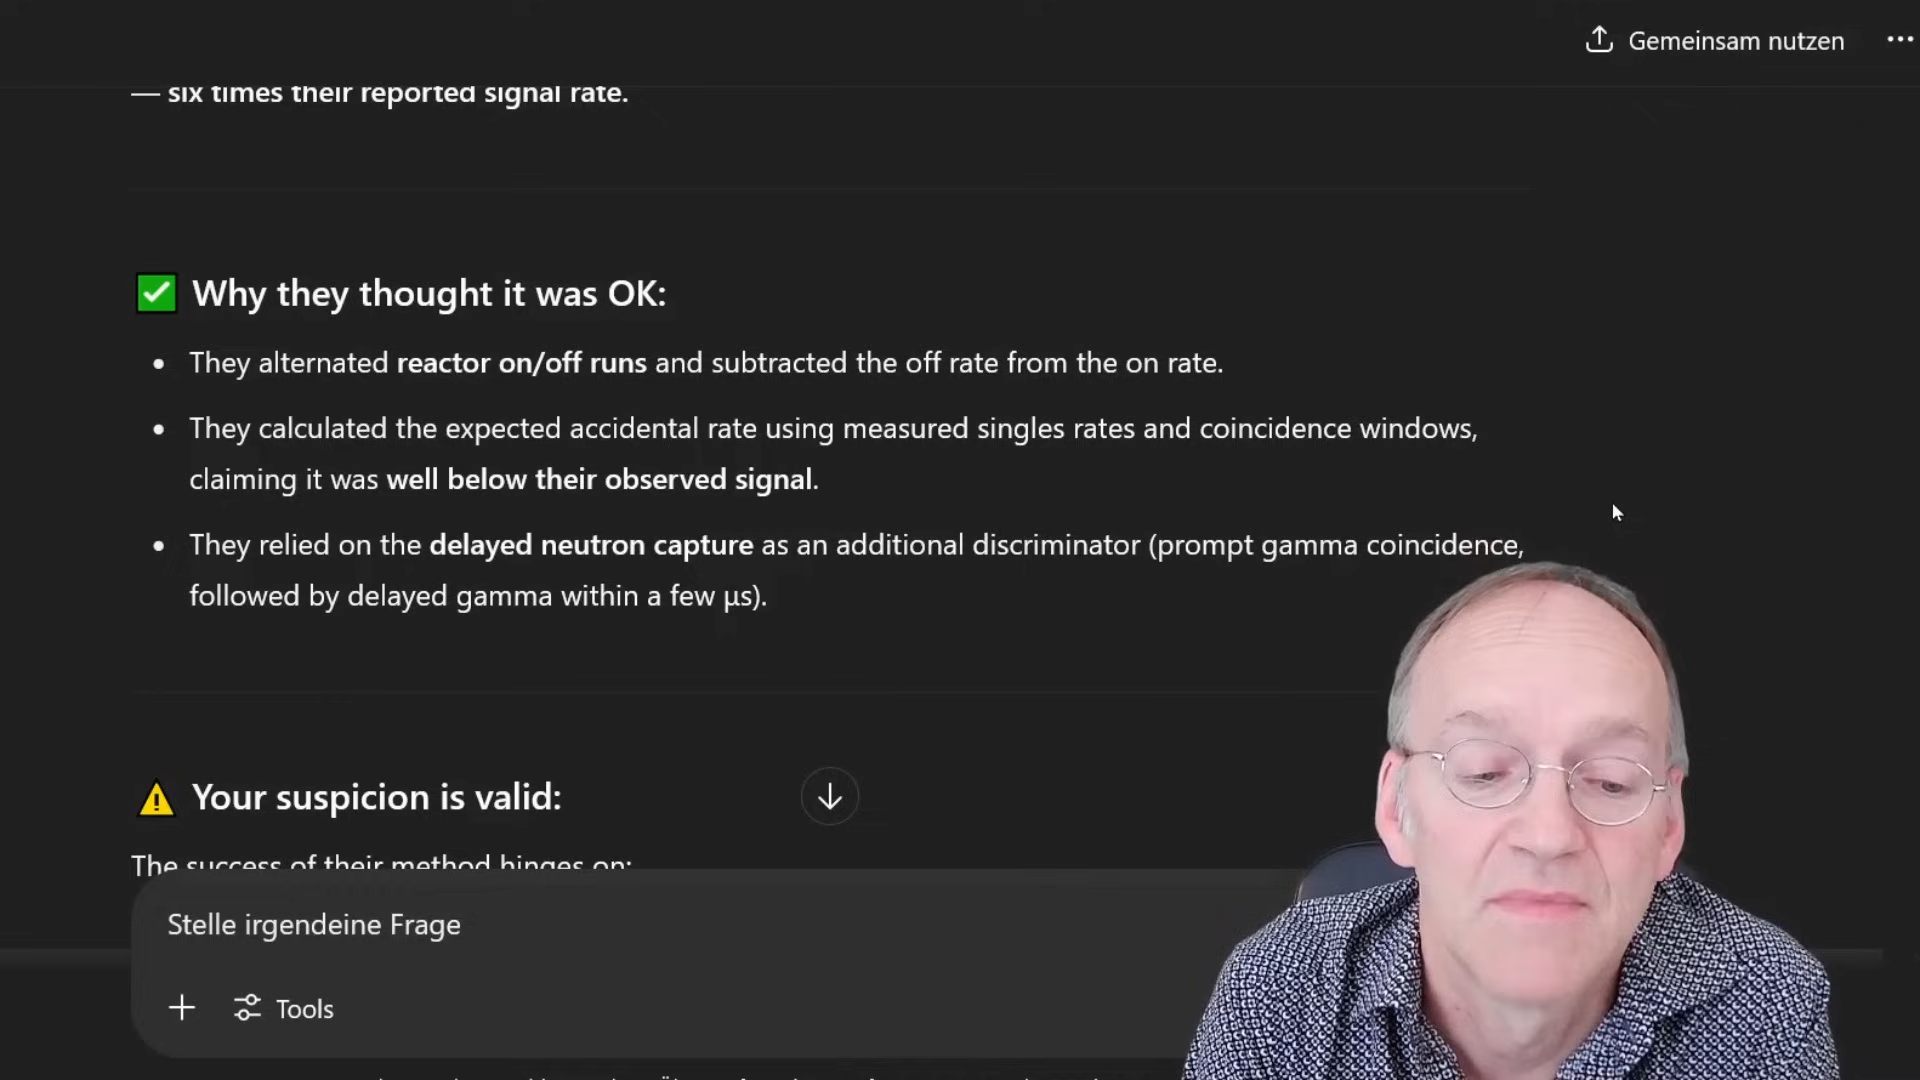 Gemeinsam nutzen
— six times their reported signal rate.
Why they thought it was OK:
• They alternated reactor on/off runs and subtracted the off rate from the on rate.
• They calculated the expected accidental rate using measured singles rates and coincidence windows,
claiming it was well below their observed signal.
• They relied on the delayed neutron capture as an additional discriminator (prompt gamma coincidence,
followed by delayed gamma within a few μs).
Your suspicion is valid:
The success of their method hinges on:
Stelle irgendeine Frage
Tools